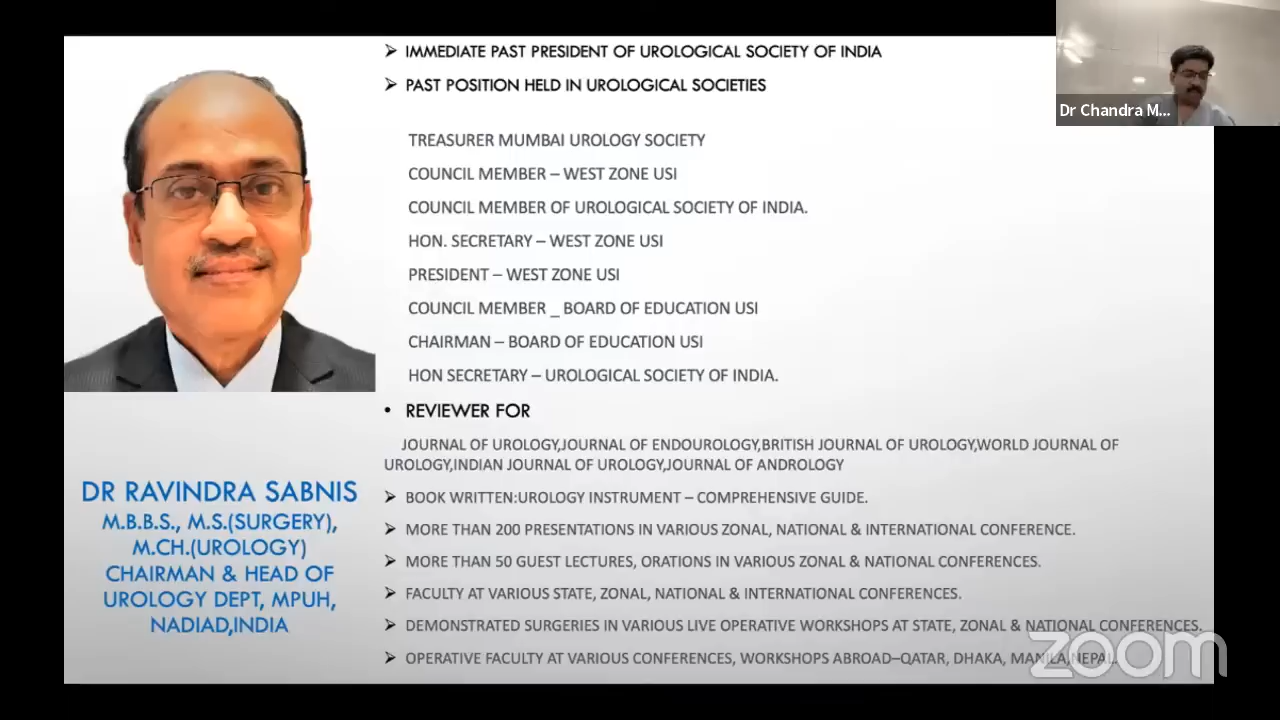 IMMEDIATE PAST PRESIDENT OF UROLOGICAL SOCIETY OF INDIA
PAST POSITION HELD IN UROLOGICAL SOCIETIES
Dr Chandra M...
TREASURER MUMBAI UROLOGY SOCIETY
COUNCIL MEMBER – WEST ZONE USI
COUNCIL MEMBER OF UROLOGICAL SOCIETY OF INDIA.
HON. SECRETARY – WEST ZONE USI
PRESIDENT – WEST ZONE USI
COUNCIL MEMBER _ BOARD OF EDUCATION USI
CHAIRMAN – BOARD OF EDUCATION USI
HON SECRETARY – UROLOGICAL SOCIETY OF INDIA.
• REVIEWER FOR
JOURNAL OF UROLOGY,JOURNAL OF ENDOUROLOGY,BRITISH JOURNAL OF UROLOGY,WORLD JOURNAL OF
UROLOGY,INDIAN JOURNAL OF UROLOGY,JOURNAL OF ANDROLOGY
BOOK WRITTEN:UROLOGY INSTRUMENT – COMPREHENSIVE GUIDE.
MORE THAN 200 PRESENTATIONS IN VARIOUS ZONAL, NATIONAL & INTERNATIONAL CONFERENCE.
MORE THAN 50 GUEST LECTURES, ORATIONS IN VARIOUS ZONAL & NATIONAL CONFERENCES.
FACULTY AT VARIOUS STATE, ZONAL, NATIONAL & INTERNATIONAL CONFERENCES.
DEMONSTRATED SURGERIES IN VARIOUS LIVE OPERATIVE WORKSHOPS AT STATE, ZONAL & NATIONAL CONFERENCES.
OPERATIVE FACULTY AT VARIOUS CONFERENCES, WORKSHOPS ABROAD–QATAR, DHAKA, MANILA,NEPAL.
DR RAVINDRA SABNIS
M.B.B.S., M.S.(SURGERY),
M.CH.(UROLOGY)
CHAIRMAN & HEAD OF
UROLOGY DEPT, MPUH,
NADIAD,INDIA
zoom